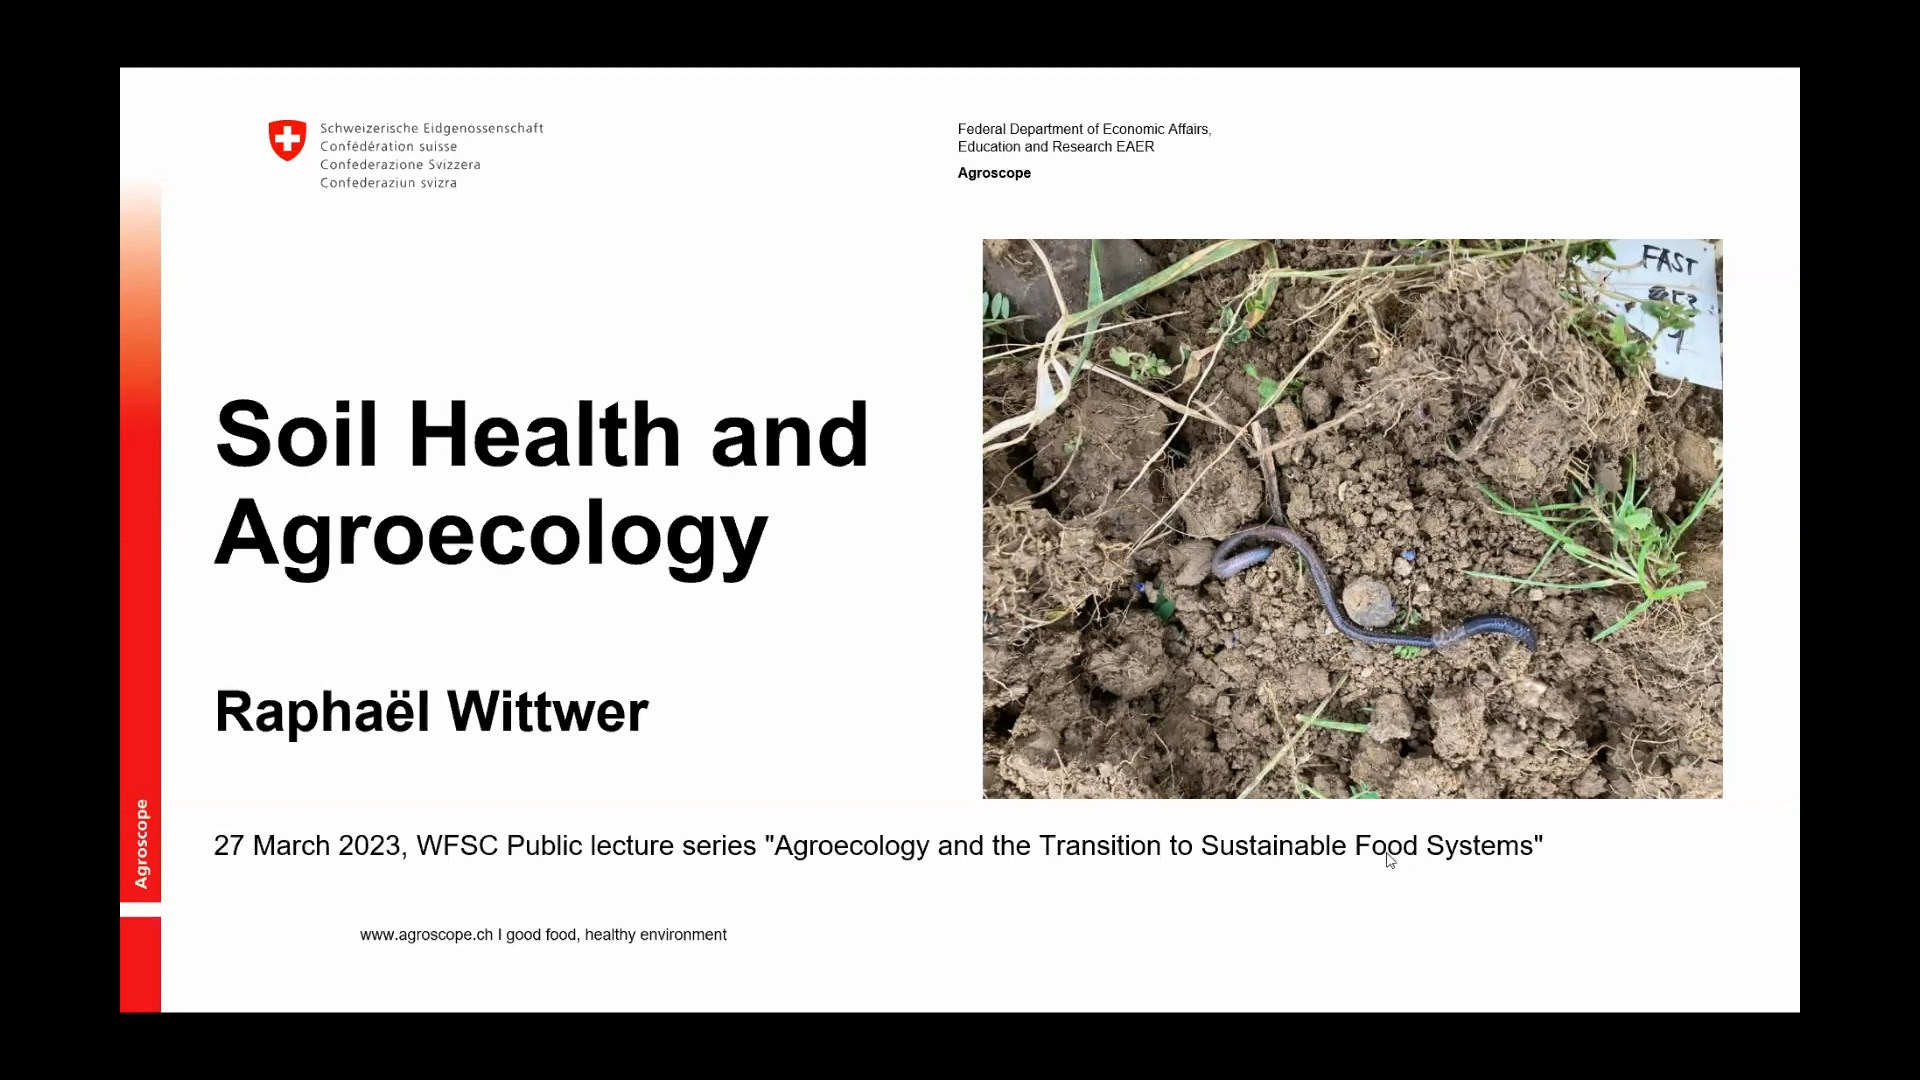 Schweizerische Eidgenossenschaft
Confédération suisse
Confederazione Svizzera
Confederaziun svizra
Federal Department of Economic Affairs,
Education and Research EAER
Agroscope
FAST
Soil Health and
Agroecology
Raphaël Wittwer
27 March 2023, WFSC Public lecture series "Agroecology and the Transition to Sustainable Food Systems"
Agroscope
www.agroscope.ch I good food, healthy environment